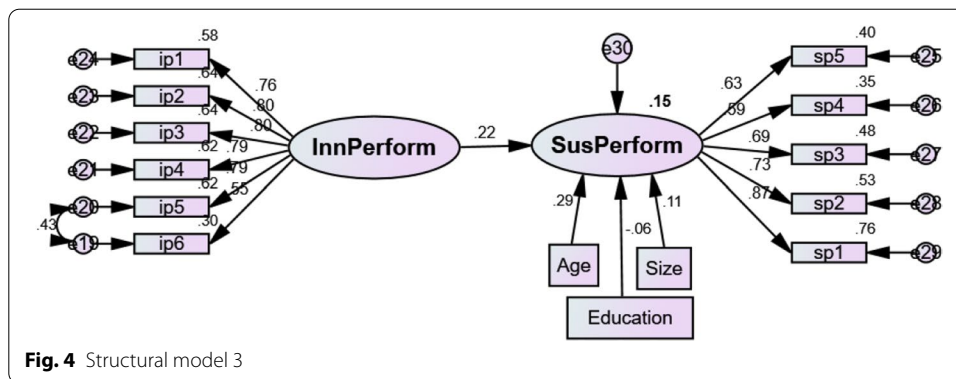 e24 ip1 .58
e23 ip2 .64
e22 ip3 .64
e21 ip4 .62
e20 ip5 .62
e19 ip6 .30
.43
.76
.80
.80
.79
.79
.55
InnPerform
.22
e30
.15
SusPerform
.29
-.06
.11
Age
Size
Education
.63
.59
.69
.73
.87
.40
sp5 e25
.35
sp4 e26
.48
sp3 e27
.53
sp2 e28
.76
sp1 e29
Fig. 4 Structural model 3